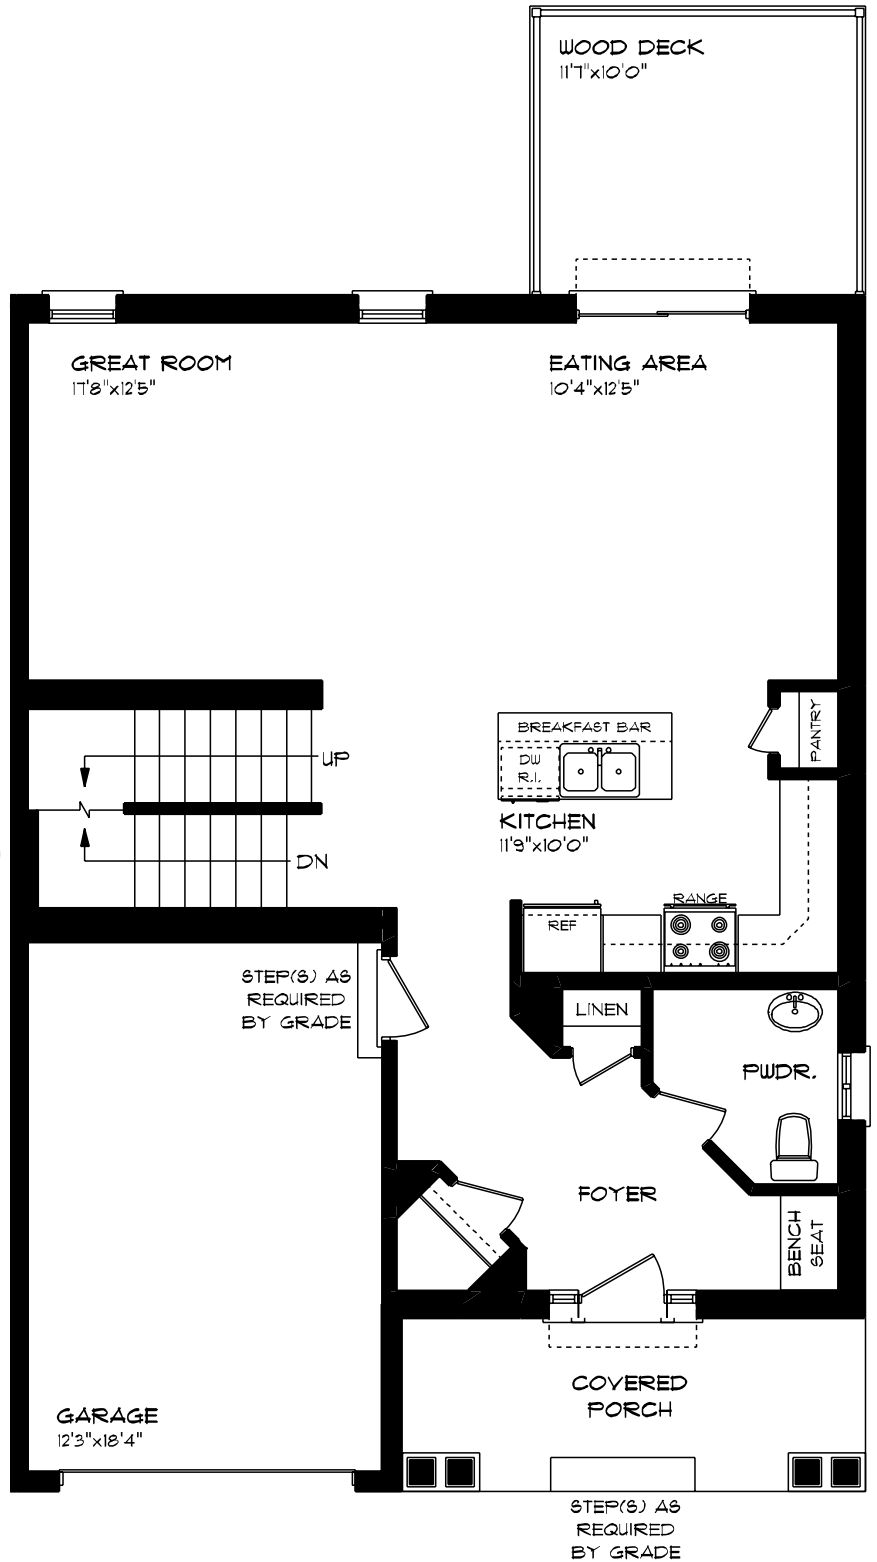 WOOD DECK
11'7"x10'0"
GREAT ROOM
17'8"x12'5"
EATING AREA
10'4"x12'5"
PANTRY
BREAKFAST BAR
UP
DW
R.I.
KITCHEN
11'9"x10'0"
DN
RANGE
REF
STEP(S) AS
REQUIRED
BY GRADE
LINEN
PWDR.
FOYER
BENCH
SEAT
COVERED
PORCH
GARAGE
12'3"x18'4"
STEP(S) AS
REQUIRED
BY GRADE